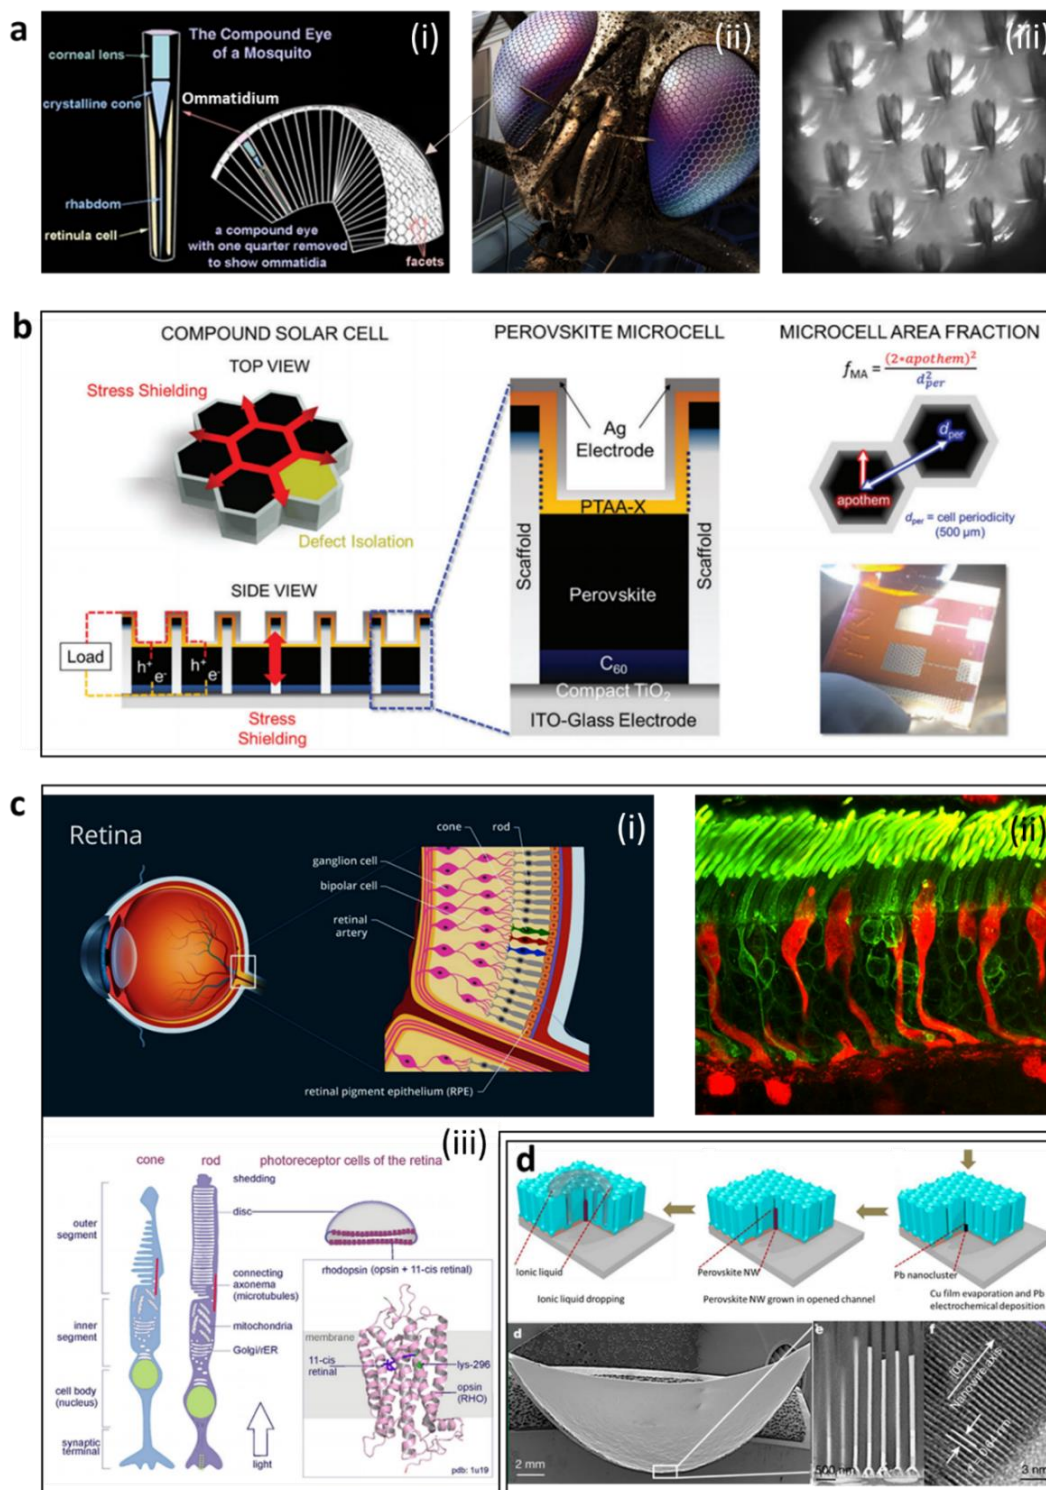 a
(i)
The Compound Eye
of a Mosquito
corneal lens
crystalline cone
Ommatidium
rhabdom
retinula cell
a compound eye
with one quarter removed
to show ommatidia
facets
(ii)
(iii)
b
COMPOUND SOLAR CELL
TOP VIEW
Stress Shielding
Defect Isolation
SIDE VIEW
Load
h+
e-
h+
e-
Stress
Shielding
PEROVSKITE MICROCELL
Ag
Electrode
PTAA-X
Scaffold
Scaffold
Perovskite
C60
Compact TiO2
ITO-Glass Electrode
MICROCELL AREA FRACTION
fMA = (2•apothem)²
d²per
dper
apothem
dper = cell periodicity
(500 µm)
c
Retina
(i)
cone
rod
ganglion cell
bipolar cell
retinal
artery
retinal pigment epithelium (RPE)
(ii)
(iii)
cone
rod
photoreceptor cells of the retina
shedding
outer
segment
disc
rhodopsin (opsin + 11-cis retinal)
connecting
axonema
(microtubules)
inner
segment
mitochondria
Golgi/rER
membrane
11-cis
retinal
lys-296
opsin
(RHO)
cell body
(nucleus)
synaptic
terminal
light
pdb: 1u19
d
Ionic liquid
Ionic liquid dropping
Perovskite NW
Perovskite NW grown in opened channel
Pb nanocluster
Cu film evaporation and Pb
electrochemical deposition
d
2 mm
e
500 nm
f
Nanowire axis
3 nm